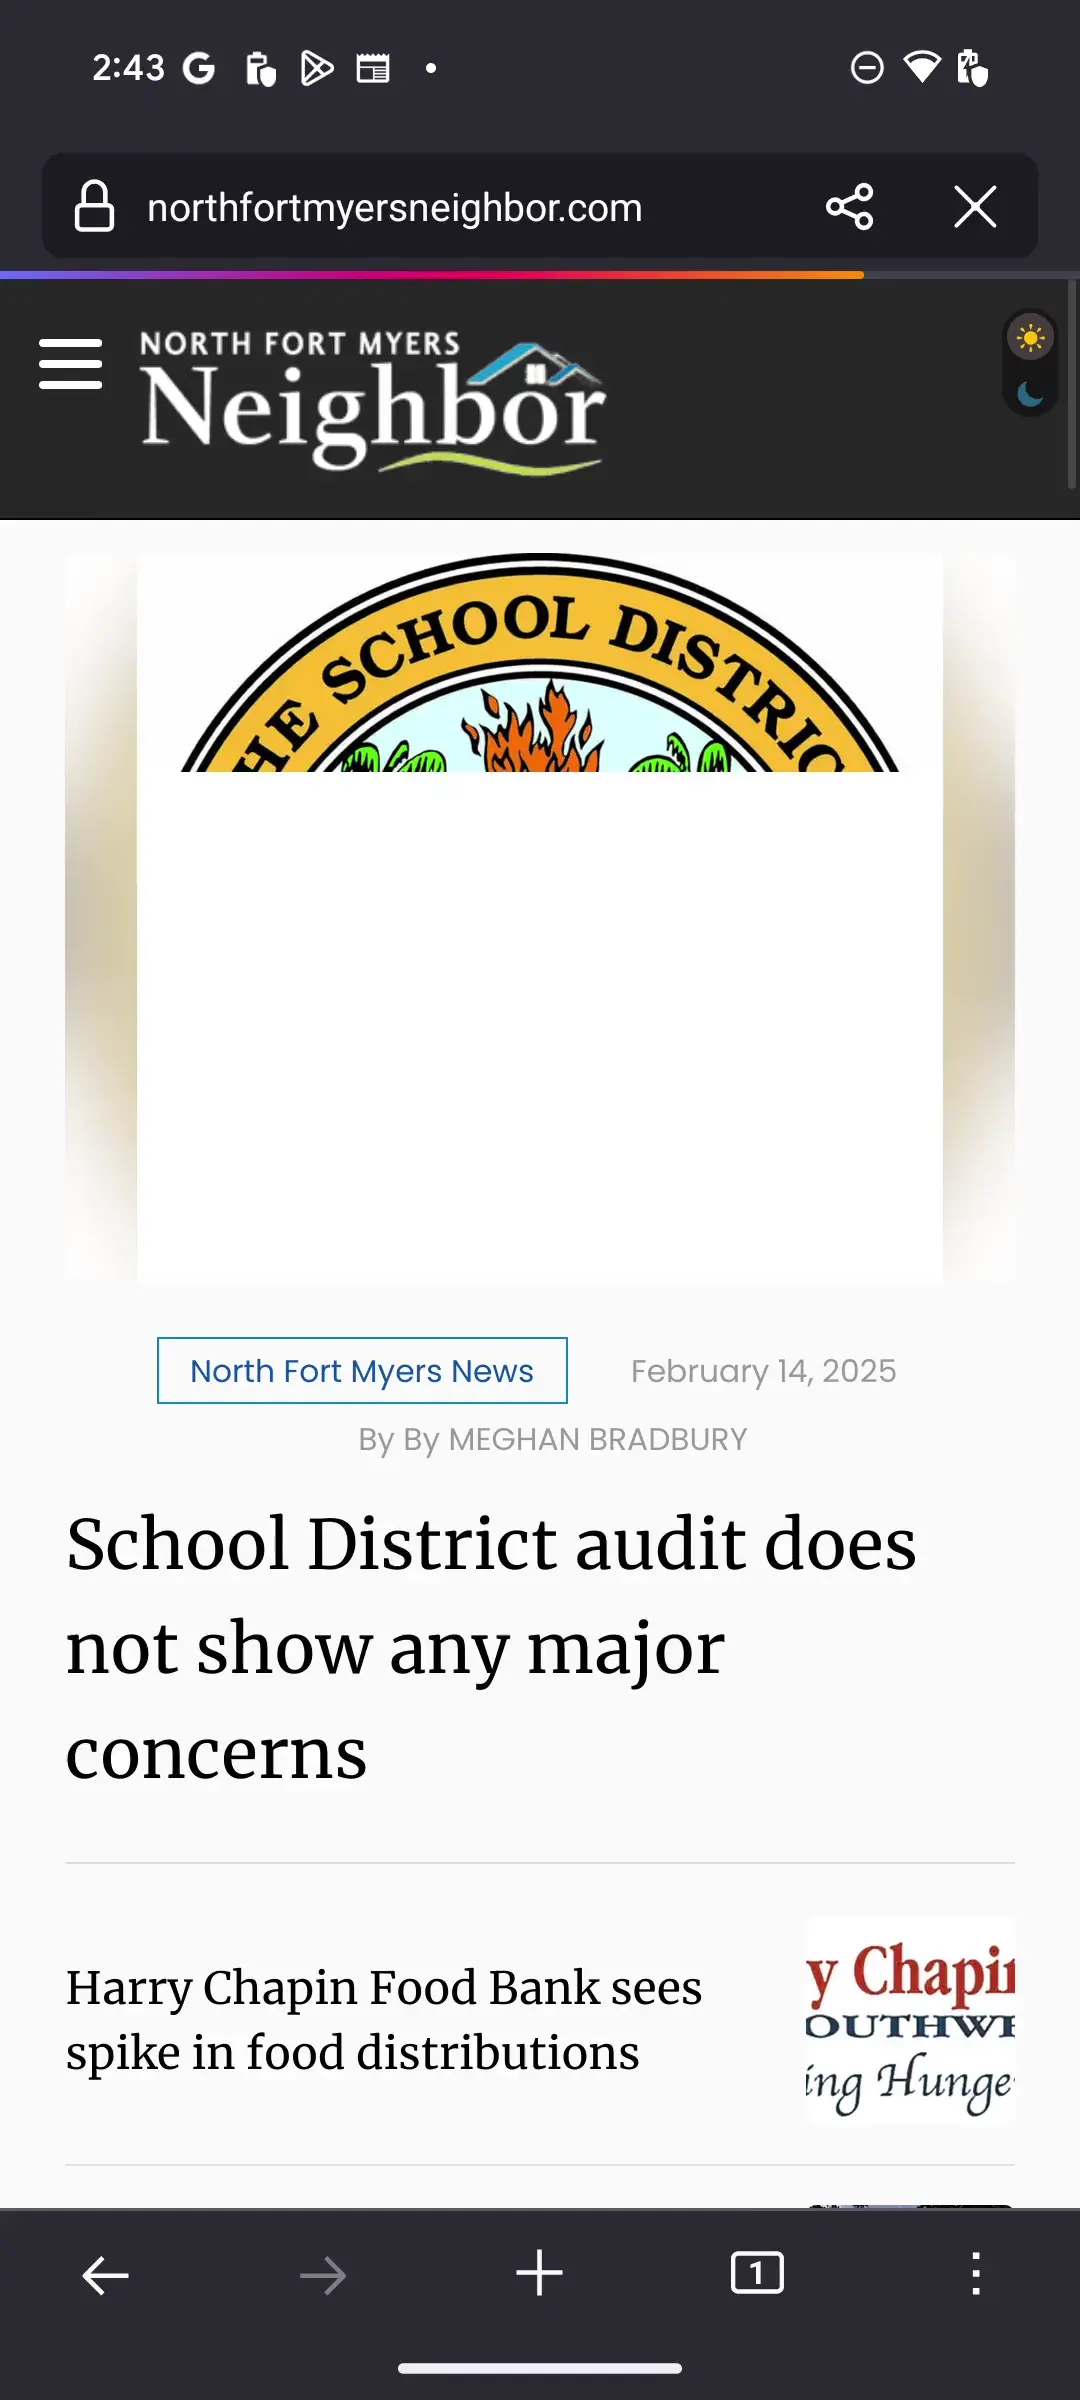 2:43
northfortmyersneighbor.com
NORTH FORT MYERS
Neighbor
HE SCHOOL DISTRIC
North Fort Myers News
February 14, 2025
By By MEGHAN BRADBURY
School District audit does
not show any major
concerns
Harry Chapin Food Bank sees
spike in food distributions
y Chapin
OUTHWE
ing Hunge
1